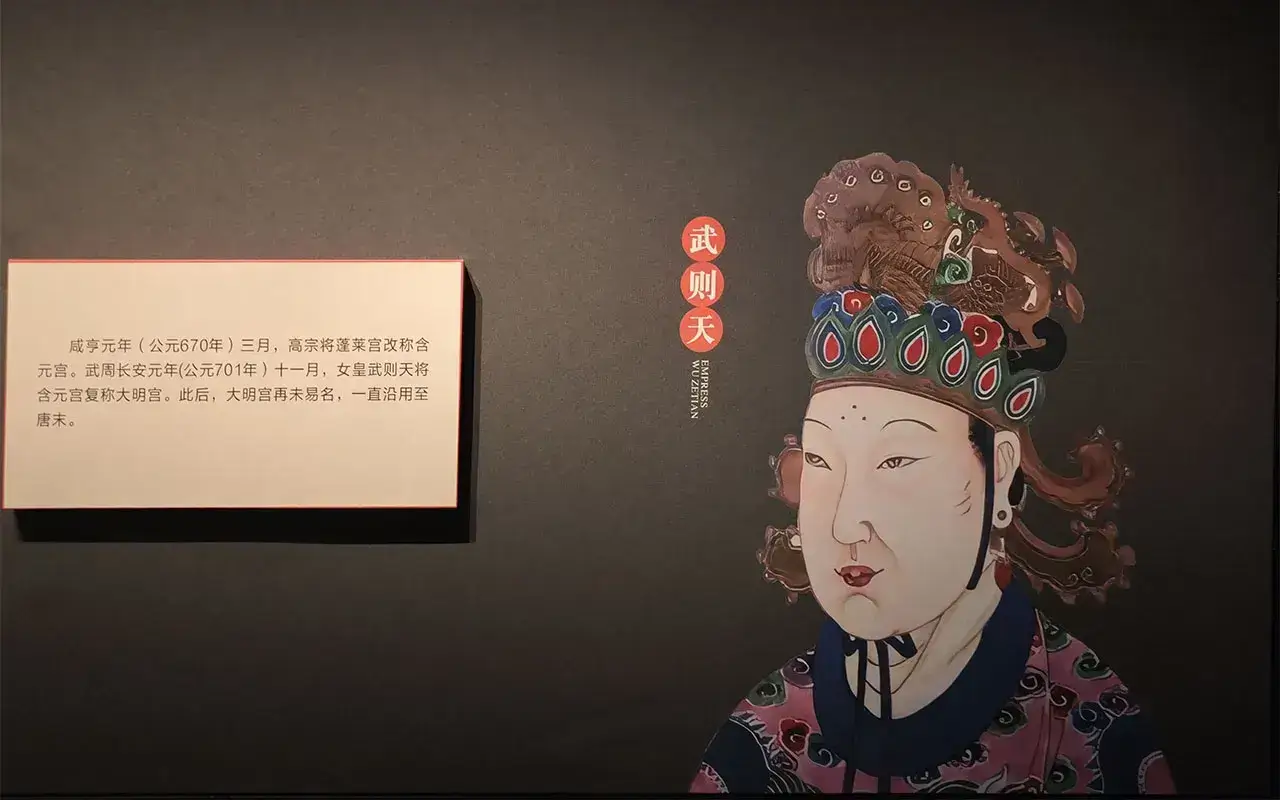 咸亨元年（公元670年）三月，高宗将蓬莱宫改称含
元宫。武周长安元年(公元701年）十一月，女皇武则天将
含元宫复称大明宫。此后，大明宫再未易名，一直沿用至
唐末。
武则天
EMPRESS
WU ZETIAN